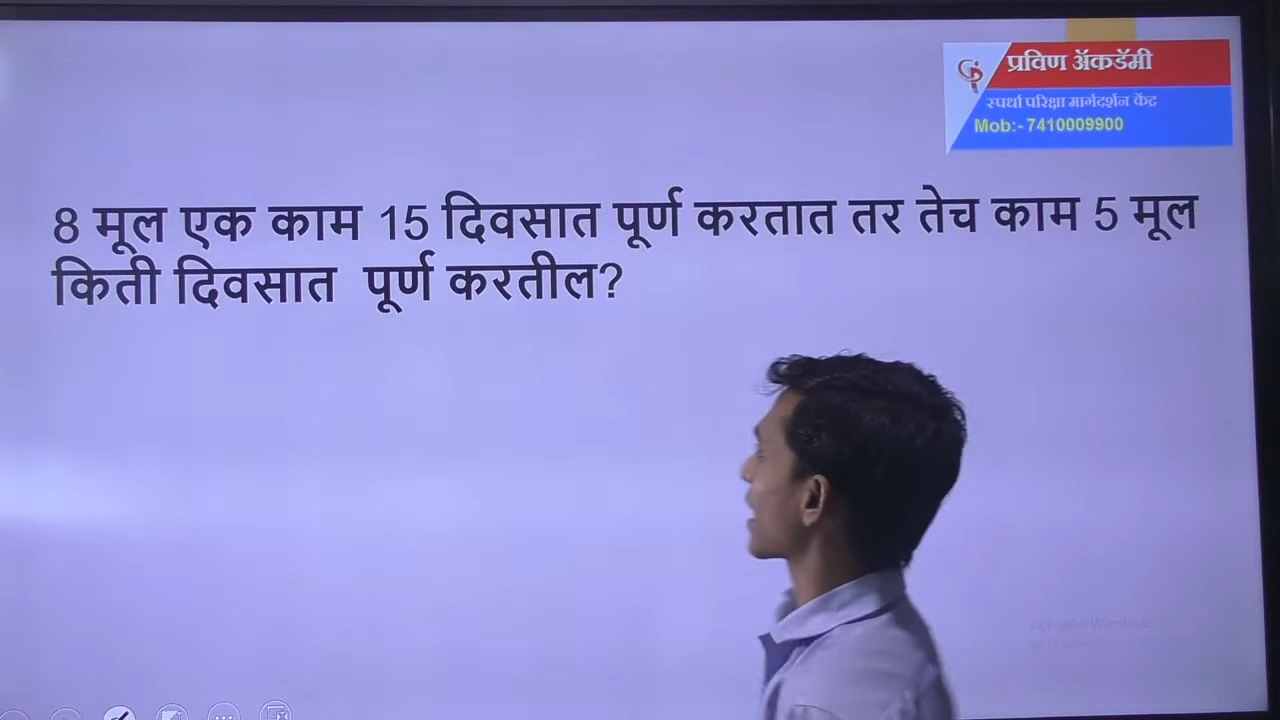 प्रविण ॲकडॅमी
स्पर्धा परिक्षा मार्गदर्शन केंद्र
Mob:- 7410009900
8 मूल एक काम 15 दिवसात पूर्ण करतात तर तेच काम 5 मूल
किती दिवसात पूर्ण करतील?